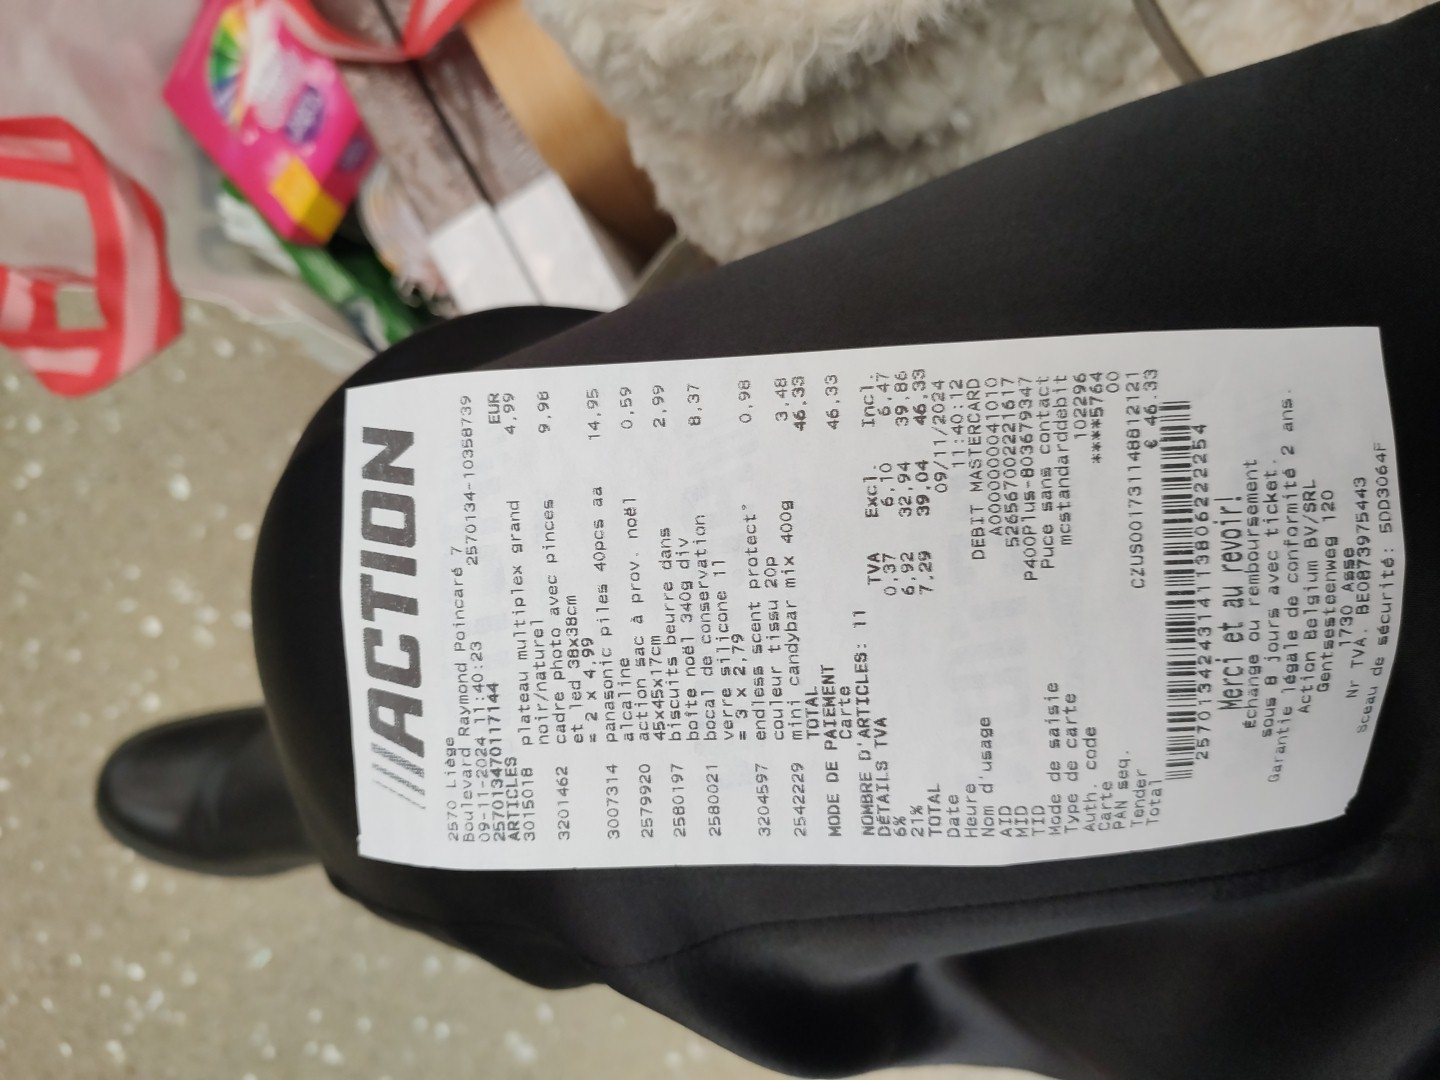 ACTION
2570 Liège
Boulevard Raymond Poincaré 7
09-11-2024 11:40:23 2570134-10358739
2570134701​17144
ARTICLES EUR
3015018 plateau multiplex grand 4,99
noir/naturel
3201462 cadre photo avec pinces 9,98
et led 38x38cm
= 2 x 4,99
3007314 panasonic piles 40pcs aa 14,95
alcaline
2579920 action sac à prov. noël 0,59
45x45x17cm
2580197 biscuits beurre dans 2,99
boîte noël 340g div
2580021 bocal de conservation 8,37
verre silicone 1l
= 3 x 2,79
3204597 endless scent protect° 0,98
couleur tissu 20p
2542229 mini candybar mix 400g 3,48
TOTAL 46,33
MODE DE PAIEMENT
Carte 46,33
NOMBRE D'ARTICLES: 11
DÉTAILS TVA TVA Excl. Incl.
6% 0,37 6,10 6,47
21% 6,92 32,94 39,86
TOTAL 7,29 39,04 46,33
Date 09/11/2024
Heure 11:40:12
Nom d'usage DEBIT MASTERCARD
AID A0000000041010
MID 526567002221617
TID P400Plus-803679347
Mode de saisie Puce sans contact
Type de carte mcstandarddebit
Auth. code 102296
Carte ****5764
PAN seq. 00
Tender CZUS001731148812121
Total € 46.33
2570134243141138062​22254
Merci et au revoir!
Échange ou remboursement
sous 8 jours avec ticket.
Garantie légale de conformité 2 ans.
Action Belgium BV/SRL
Gentsesteenweg 120
1730 Asse
Nr TVA. BE0873975443
Sceau de sécurité: 5DD3064F